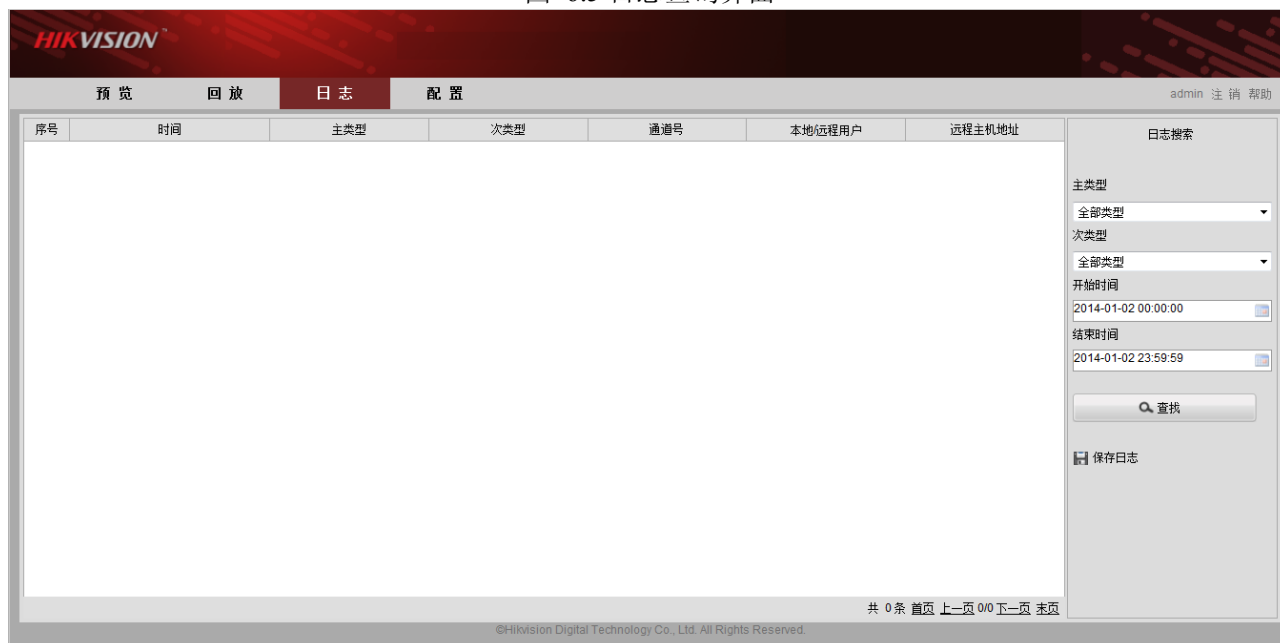 HIKVISION
预览 回放 日志 配置 admin 注销 帮助
序号 时间 主类型 次类型 通道号 本地/远程用户 远程主机地址
日志搜索
主类型
全部类型
次类型
全部类型
开始时间
2014-01-02 00:00:00
结束时间
2014-01-02 23:59:59
查找
保存日志
共 0条 首页 上一页 0/0 下一页 末页
©Hikvision Digital Technology Co., Ltd. All Rights Reserved.